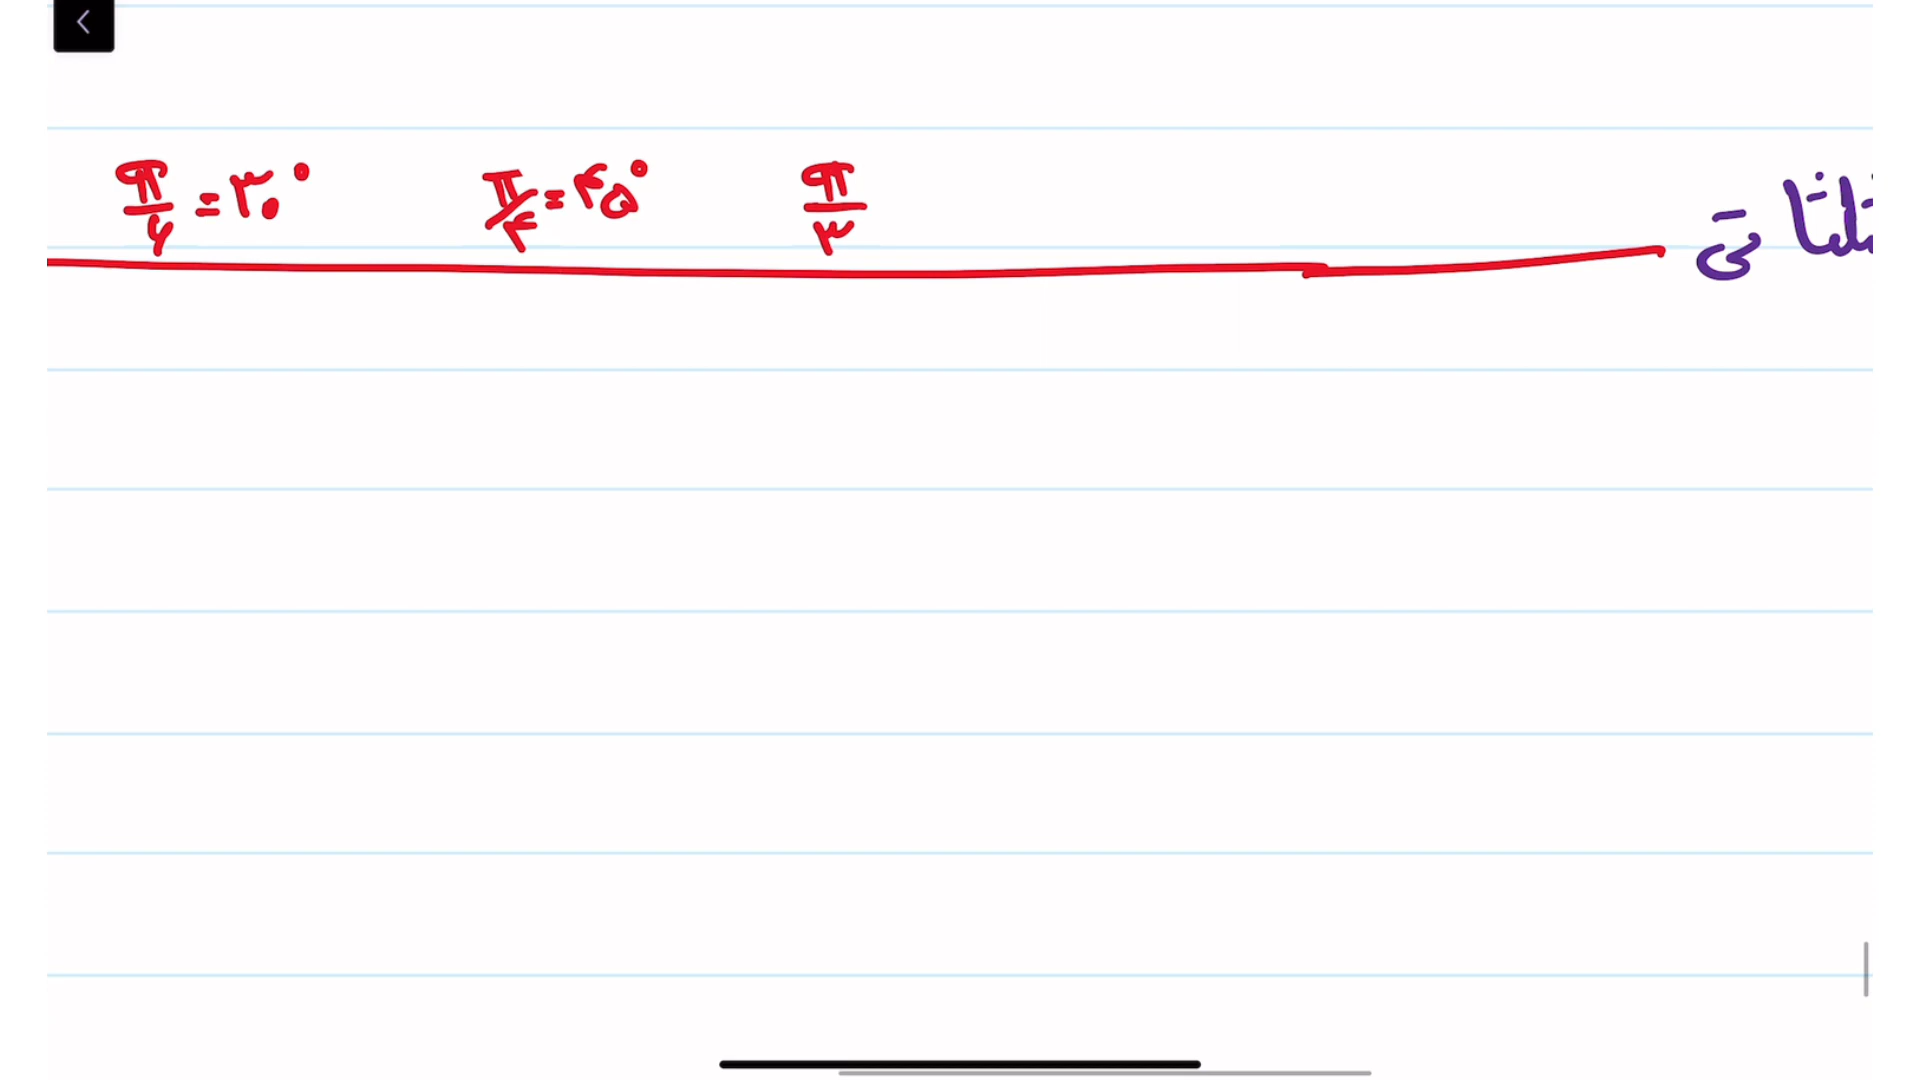 π/۶ = ۳۰° π/۴ = ۴۵° π/۳